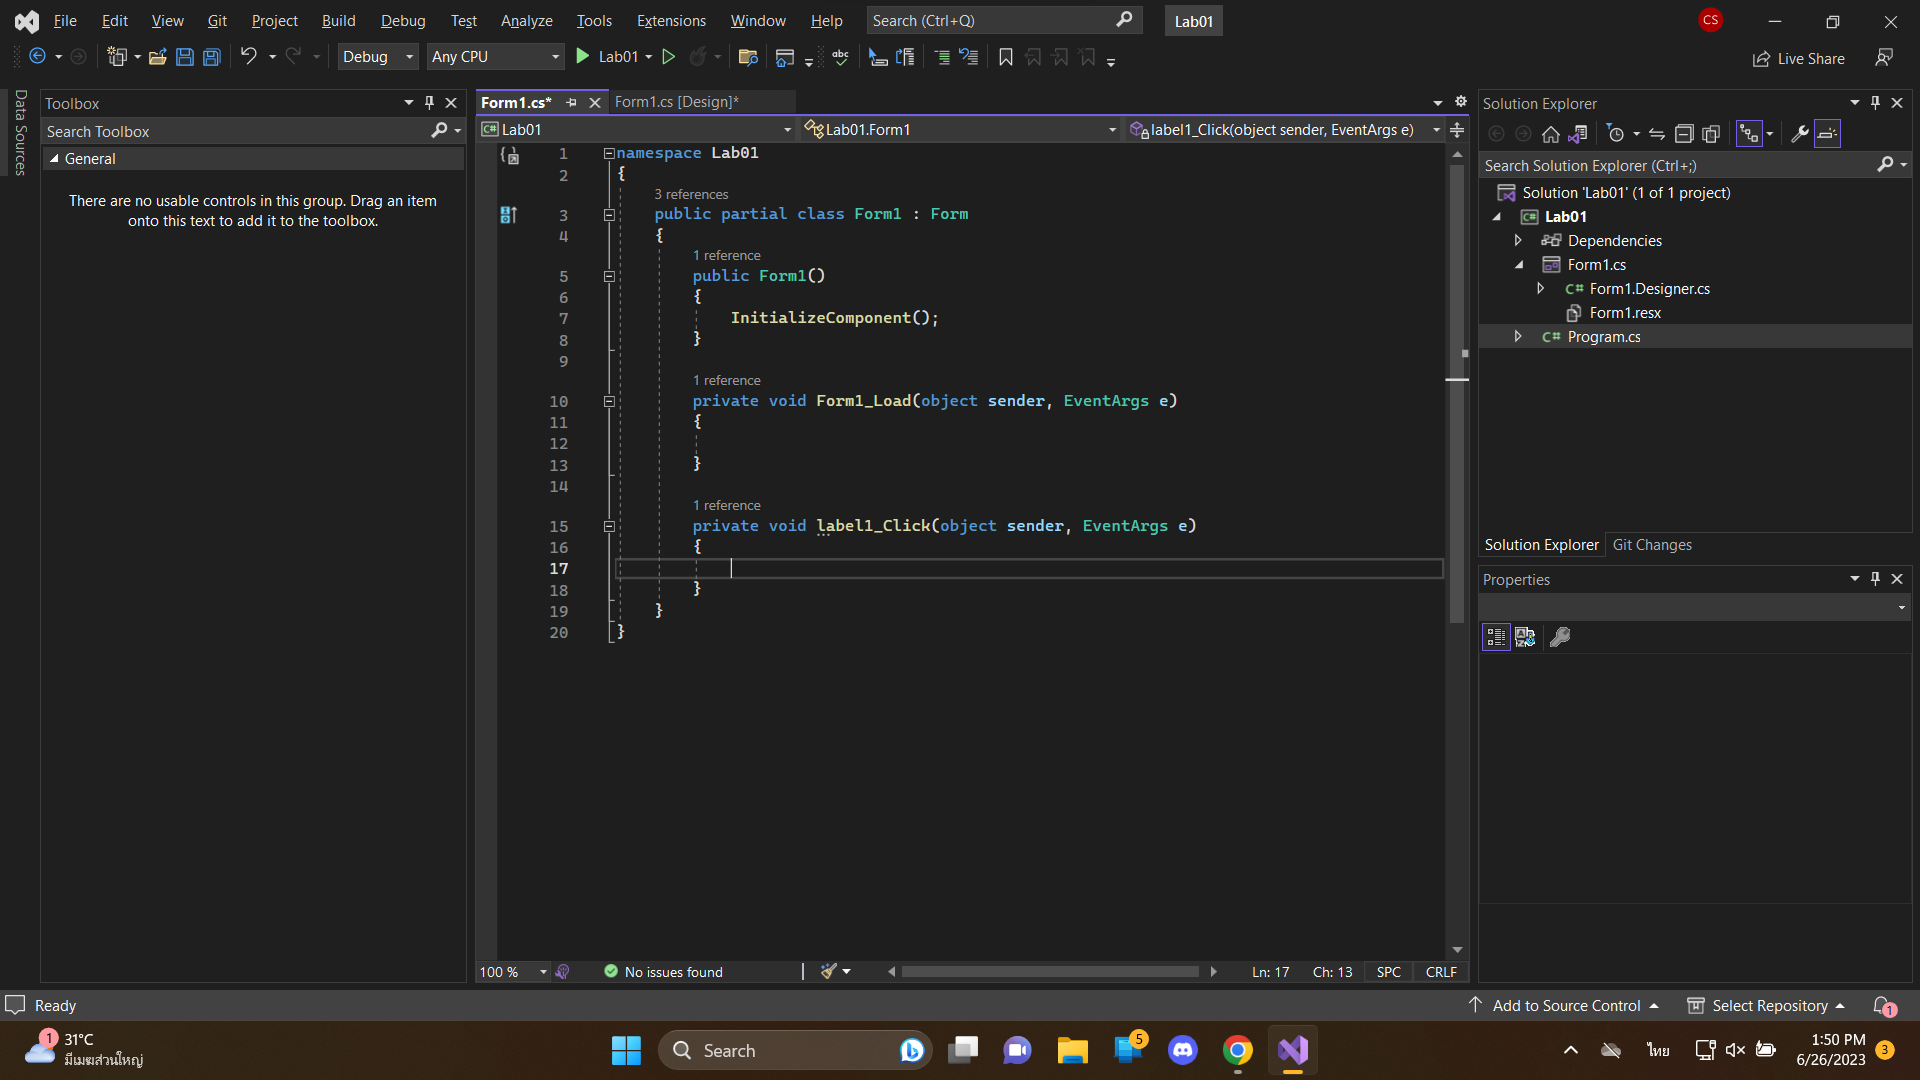 File Edit View Git Project Build Debug Test Analyze Tools Extensions Window Help Search (Ctrl+Q) Lab01 CS
Debug Any CPU Lab01 abc Live Share
Data Sources
Toolbox
Search Toolbox
General
There are no usable controls in this group. Drag an item
onto this text to add it to the toolbox.
Form1.cs* Form1.cs [Design]*
C# Lab01 Lab01.Form1 label1_Click(object sender, EventArgs e)
1 namespace Lab01
2 {
3 references
3 public partial class Form1 : Form
4 {
1 reference
5 public Form1()
6 {
7 InitializeComponent();
8 }
9
1 reference
10 private void Form1_Load(object sender, EventArgs e)
11 {
12
13 }
14
1 reference
15 private void label1_Click(object sender, EventArgs e)
16 {
17
18 }
19 }
20 }
100 % No issues found Ln: 17 Ch: 13 SPC CRLF
Solution Explorer
Search Solution Explorer (Ctrl+;)
Solution 'Lab01' (1 of 1 project)
C# Lab01
Dependencies
Form1.cs
C# Form1.Designer.cs
Form1.resx
C# Program.cs
Solution Explorer Git Changes
Properties
Ready Add to Source Control Select Repository 1
1 31°C
มีเมฆส่วนใหญ่
Search 5 ไทย 1:50 PM
6/26/2023 3